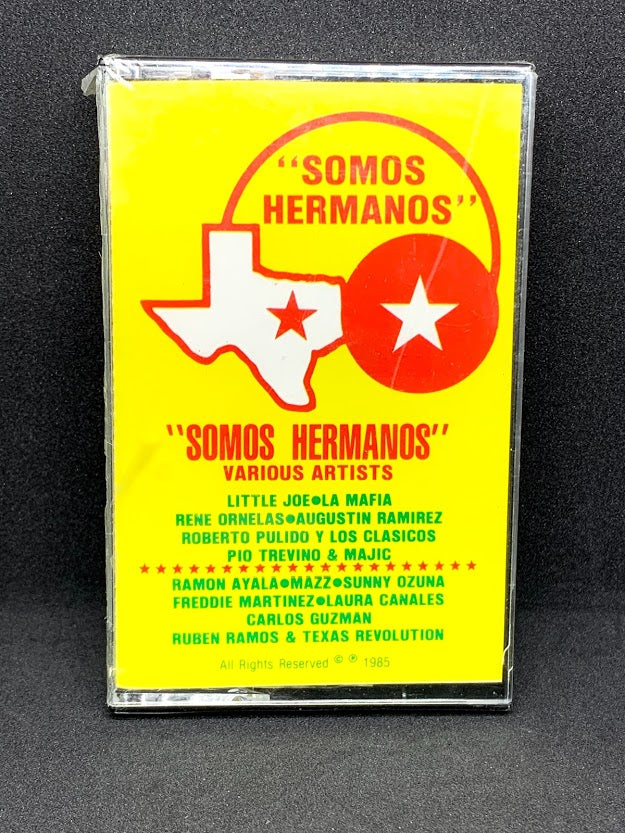 "SOMOS
HERMANOS"
"SOMOS HERMANOS"
VARIOUS ARTISTS
LITTLE JOE●LA MAFIA
RENE ORNELAS●AUGUSTIN RAMIREZ
ROBERTO PULIDO Y LOS CLASICOS
PIO TREVINO & MAJIC
RAMON AYALA●MAZZ●SUNNY OZUNA
FREDDIE MARTINEZ●LAURA CANALES
CARLOS GUZMAN
RUBEN RAMOS & TEXAS REVOLUTION
All Rights Reserved © ℗ 1985